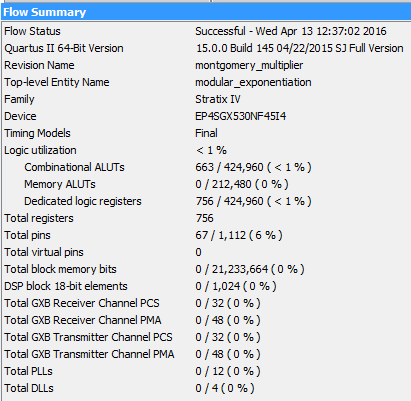 Flow Summary
Flow Status Successful - Wed Apr 13 12:37:02 2016
Quartus II 64-Bit Version 15.0.0 Build 145 04/22/2015 SJ Full Version
Revision Name montgomery_multiplier
Top-level Entity Name modular_exponentiation
Family Stratix IV
Device EP4SGX530NF45I4
Timing Models Final
Logic utilization < 1 %
Combinational ALUTs 663 / 424,960 ( < 1 % )
Memory ALUTs 0 / 212,480 ( 0 % )
Dedicated logic registers 756 / 424,960 ( < 1 % )
Total registers 756
Total pins 67 / 1,112 ( 6 % )
Total virtual pins 0
Total block memory bits 0 / 21,233,664 ( 0 % )
DSP block 18-bit elements 0 / 1,024 ( 0 % )
Total GXB Receiver Channel PCS 0 / 32 ( 0 % )
Total GXB Receiver Channel PMA 0 / 48 ( 0 % )
Total GXB Transmitter Channel PCS 0 / 32 ( 0 % )
Total GXB Transmitter Channel PMA 0 / 48 ( 0 % )
Total PLLs 0 / 12 ( 0 % )
Total DLLs 0 / 4 ( 0 % )